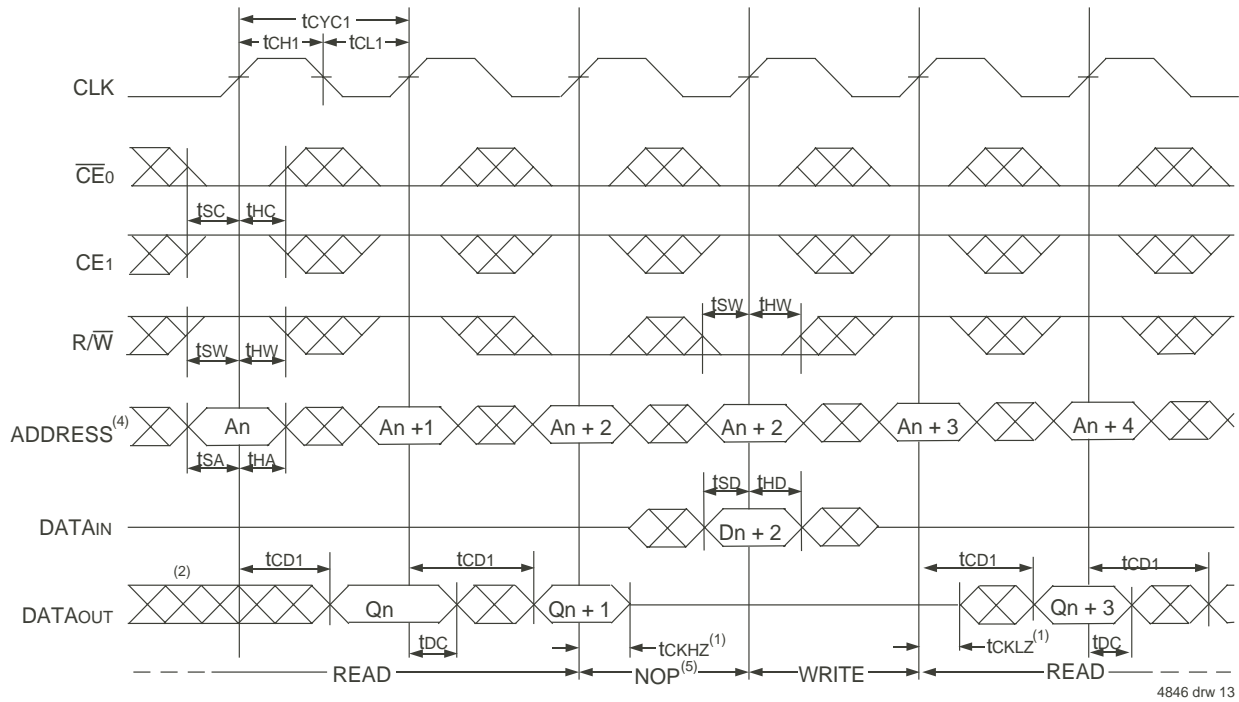 tCYC1
tCH1 tCL1
CLK
CE0
tSC tHC
CE1
tSW tHW
R/W
tSW tHW
ADDRESS(4) An An +1 An + 2 An + 2 An + 3 An + 4
tSA tHA
tSD tHD
DATAIN Dn + 2
tCD1 tCD1 tCD1 tCD1
(2)
DATAOUT Qn Qn + 1 Qn + 3
tDC tCKHZ(1) tCKLZ(1) tDC
READ NOP(5) WRITE READ
4846 drw 13